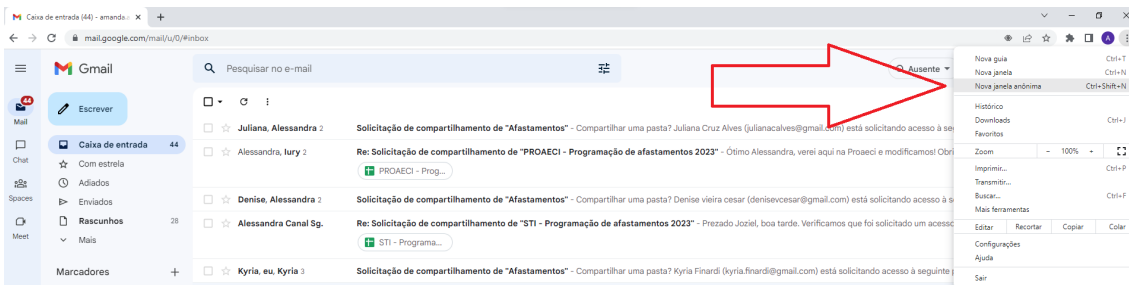 Caixa de entrada (44) - amanda.
mail.google.com/mail/u/0/#inbox
A
Gmail
Pesquisar no e-mail
Ausente
44
Mail
Chat
Spaces
Meet
Escrever
Caixa de entrada 44
Com estrela
Adiados
Enviados
Rascunhos 28
Mais
Marcadores
Juliana, Alessandra 2 Solicitação de compartilhamento de "Afastamentos" - Compartilhar uma pasta? Juliana Cruz Alves (julianacalves@gmail.com) está solicitando acesso à
Alessandra, Iury 2 Re: Solicitação de compartilhamento de "PROAECI - Programação de afastamentos 2023" - Ótimo Alessandra, verei aqui na Proaeci e modificamos!
PROAECI - Prog...
Denise, Alessandra 2 Solicitação de compartilhamento de "Afastamentos" - Compartilhar uma pasta? Denise vieira cesar (denisevcesar@gmail.com) está solicitando acesso à
Alessandra Canal Sg. Re: Solicitação de compartilhamento de "STI - Programação de afastamentos 2023" - Prezado Joziel, boa tarde. Verificamos que foi solicitado um
STI - Programa...
Kyria, eu, Kyria 3 Solicitação de compartilhamento de "Afastamentos" - Compartilhar uma pasta? Kyria Finardi (kyria.finardi@gmail.com) está solicitando acesso à seguinte
Nova guia Ctrl+T
Nova janela Ctrl+N
Nova janela anônima Ctrl+Shift+N
Histórico
Downloads Ctrl+J
Favoritos
Zoom - 100% +
Imprimir... Ctrl+P
Transmitir...
Buscar... Ctrl+F
Mais ferramentas
Editar Recortar Copiar Colar
Configurações
Ajuda
Sair